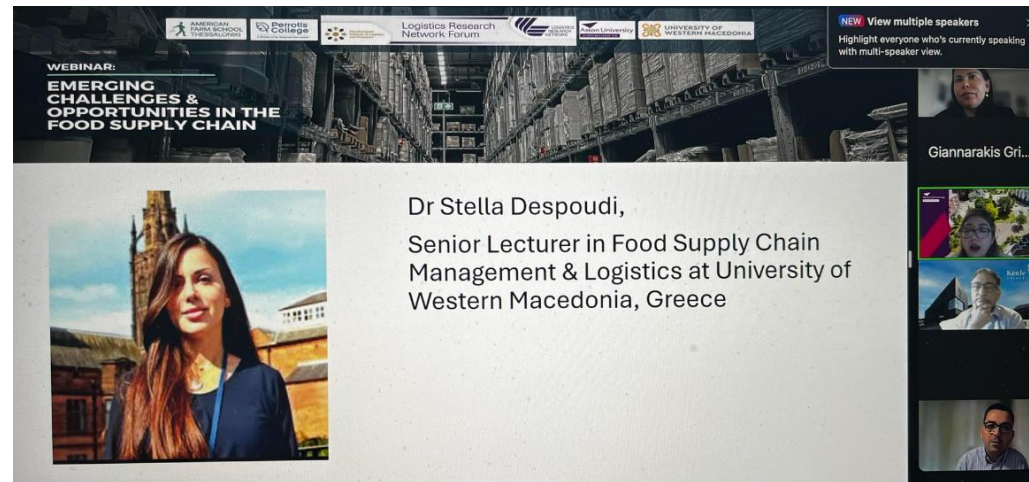 AMERICAN
FARM SCHOOL
THESSALONIKI
Perrotis
College
Logistics Research
Network Forum
LOGISTICS
RESEARCH
NETWORK
Aston University
UNIVERSITY OF
WESTERN MACEDONIA
NEW View multiple speakers
Highlight everyone who's currently speaking
with multi-speaker view.
WEBINAR:
EMERGING
CHALLENGES &
OPPORTUNITIES IN THE
FOOD SUPPLY CHAIN
Giannarakis Gri...
Dr Stella Despoudi,
Senior Lecturer in Food Supply Chain
Management & Logistics at University of
Western Macedonia, Greece
Keele